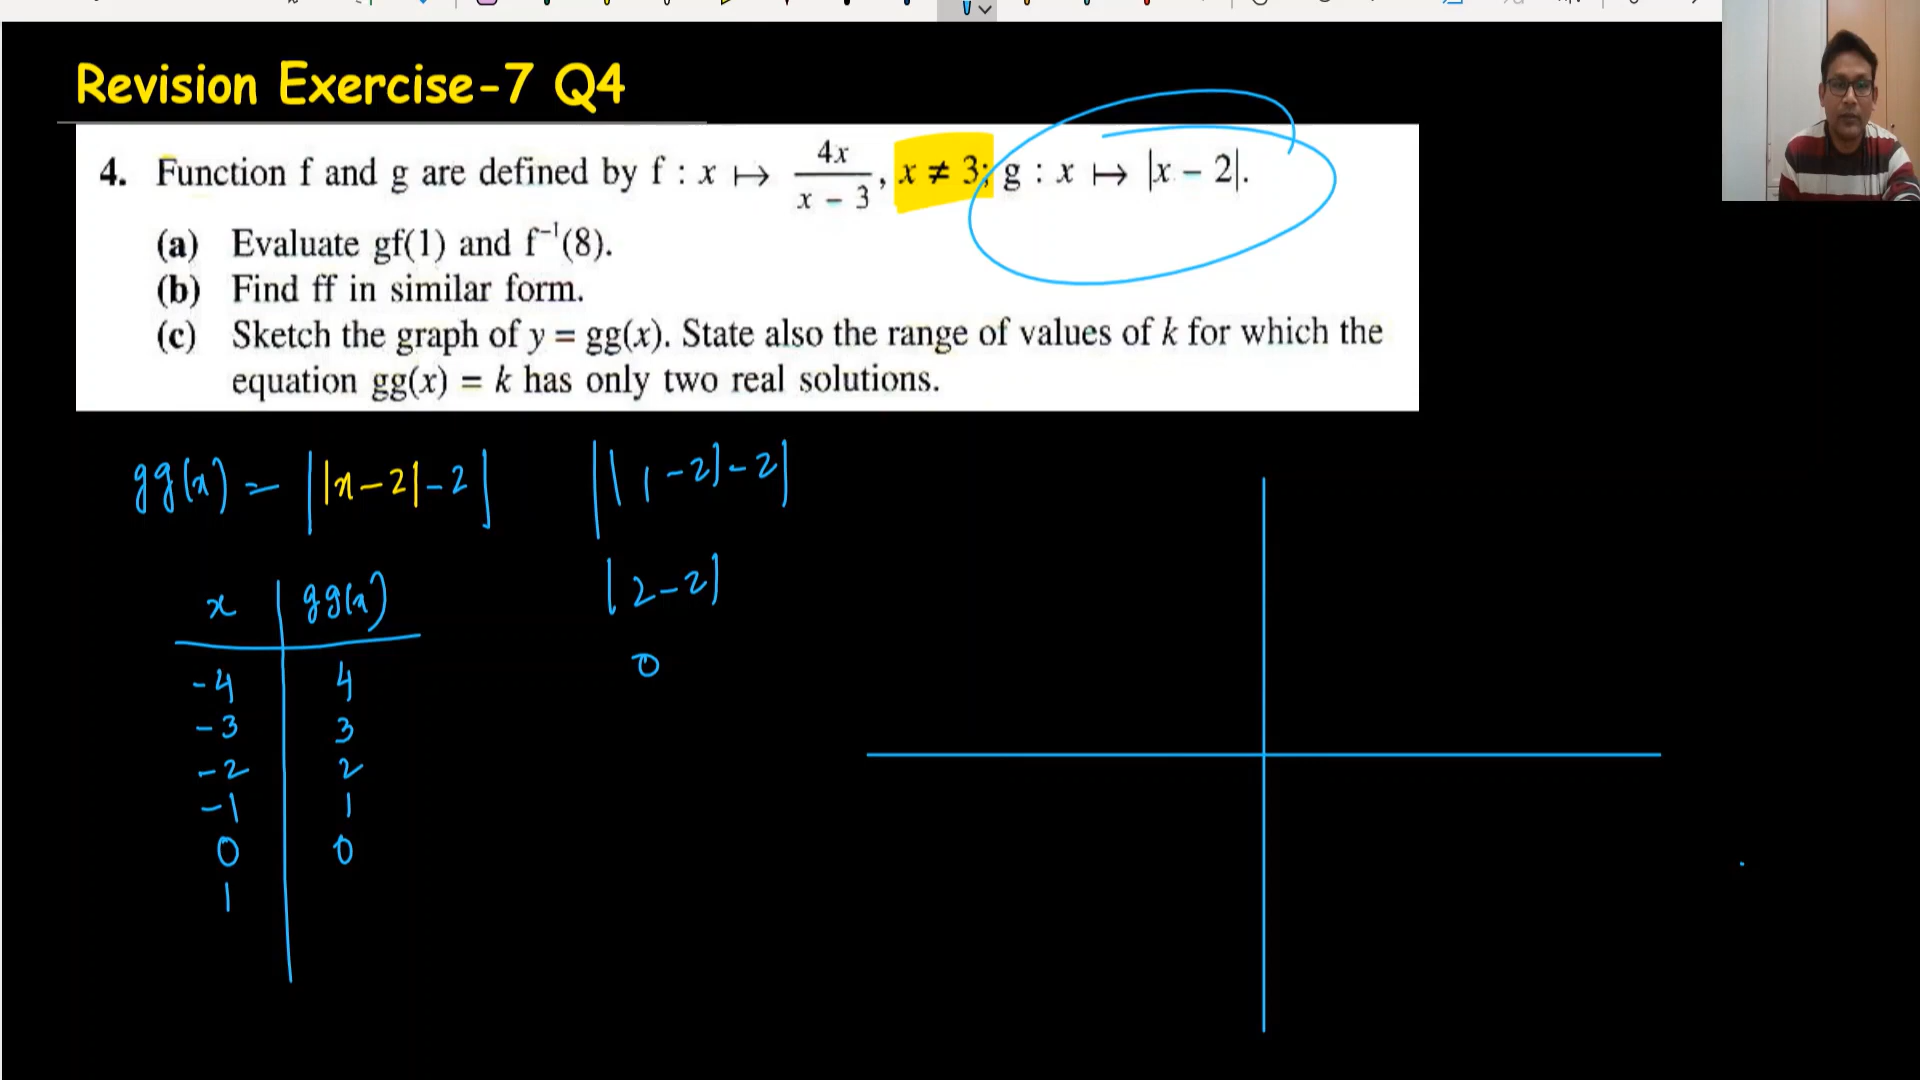 Revision Exercise-7 Q4
4. Function f and g are defined by f : x ↦ 4x/(x − 3), x ≠ 3; g : x ↦ |x − 2|.
(a) Evaluate gf(1) and f⁻¹(8).
(b) Find ff in similar form.
(c) Sketch the graph of y = gg(x). State also the range of values of k for which the
equation gg(x) = k has only two real solutions.
gg(x) = ||x-2|-2|
||1-2|-2|
|2-2|
0
x gg(x)
-4 4
-3 3
-2 2
-1 1
0 0
1